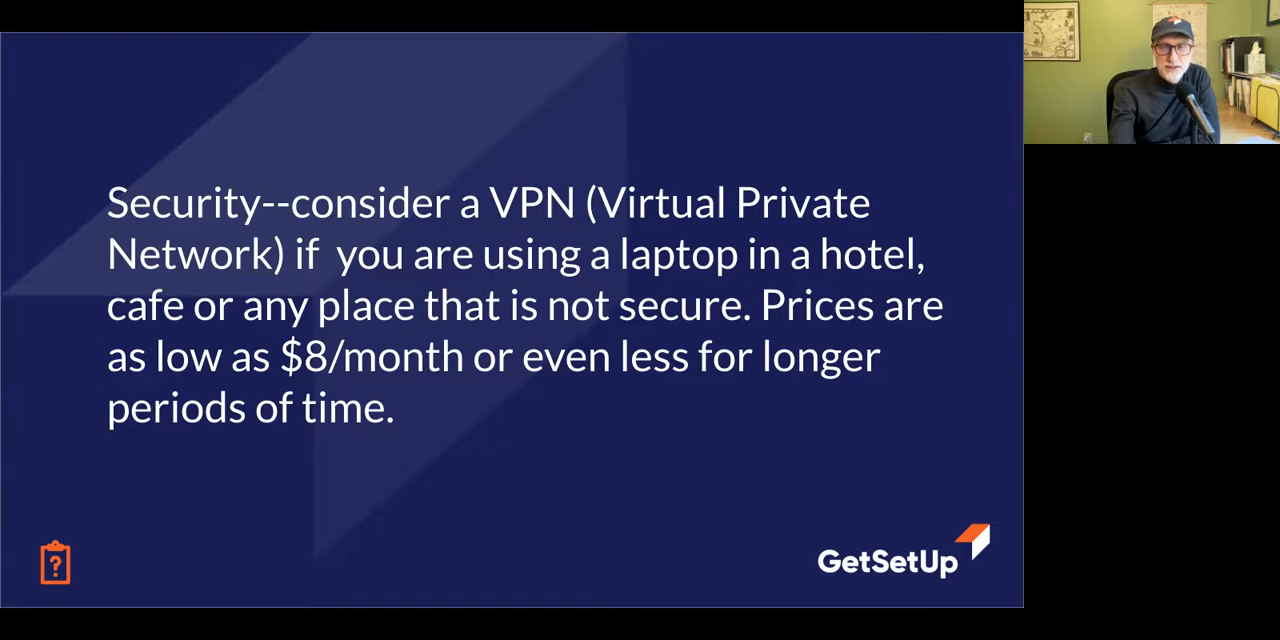 Security--consider a VPN (Virtual Private
Network) if  you are using a laptop in a hotel,
cafe or any place that is not secure. Prices are
as low as $8/month or even less for longer
periods of time.
?
GetSetUp